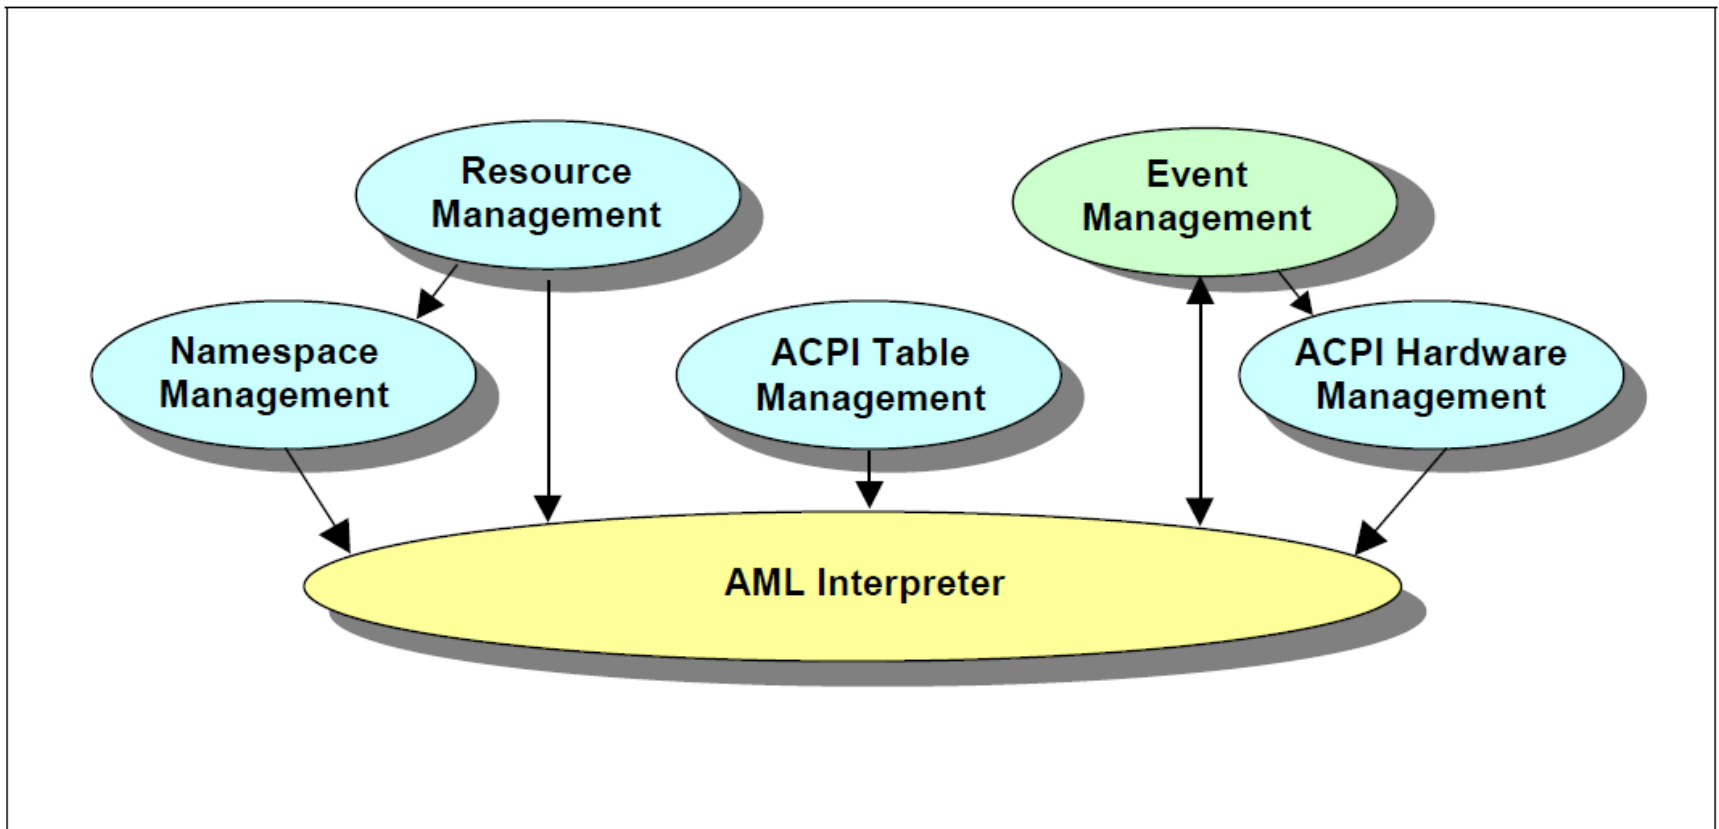 Resource
Management
Event
Management
Namespace
Management
ACPI Table
Management
ACPI Hardware
Management
AML Interpreter